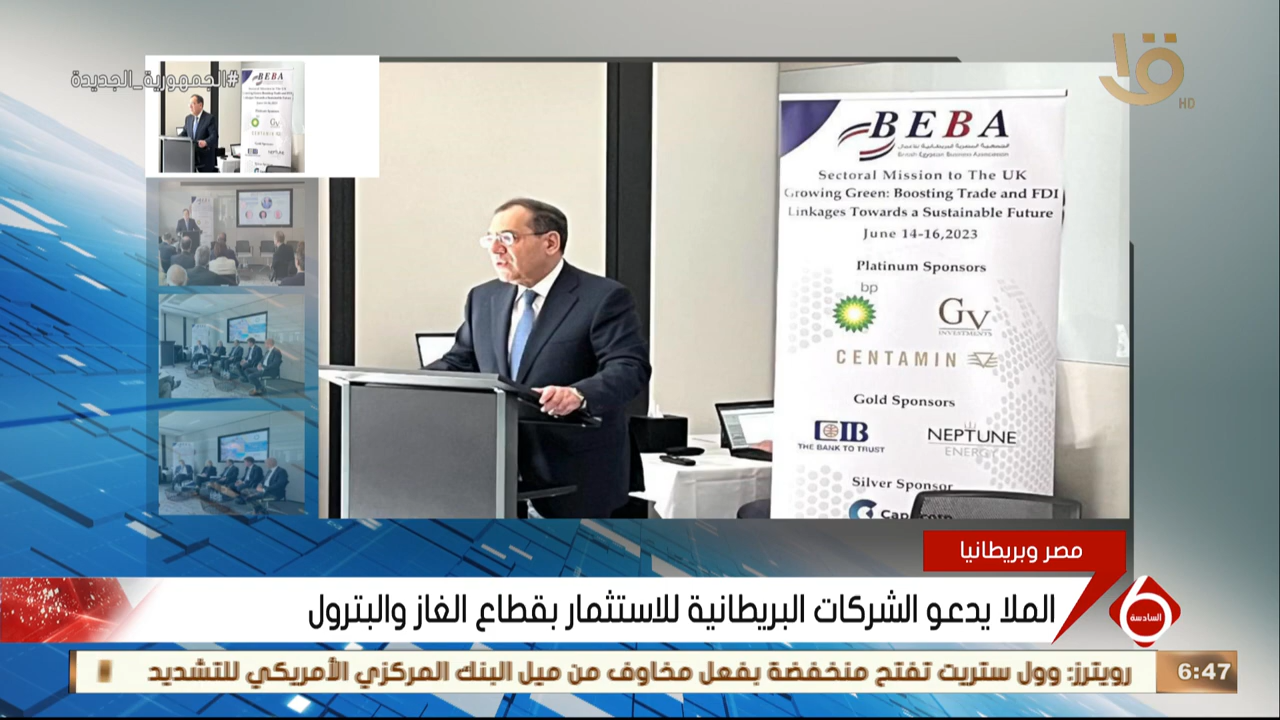 #الجمهورية_الجديدة
HD
BEBA
British Egyptian Business Association
Sectoral Mission to The UK
Growing Green: Boosting Trade and FDI
Linkages Towards a Sustainable Future
June 14-16,2023
Platinum Sponsors
bp
GV
INVESTMENTS
CENTAMIN
Gold Sponsors
CIB
THE BANK TO TRUST
NEPTUNE
ENERGY
Silver Sponsor
مصر وبريطانيا
الملا يدعو الشركات البريطانية للاستثمار بقطاع الغاز والبترول
السادسة
رويترز: وول ستريت تفتح منخفضة بفعل مخاوف من ميل البنك المركزي الأمريكي للتشديد
6:47